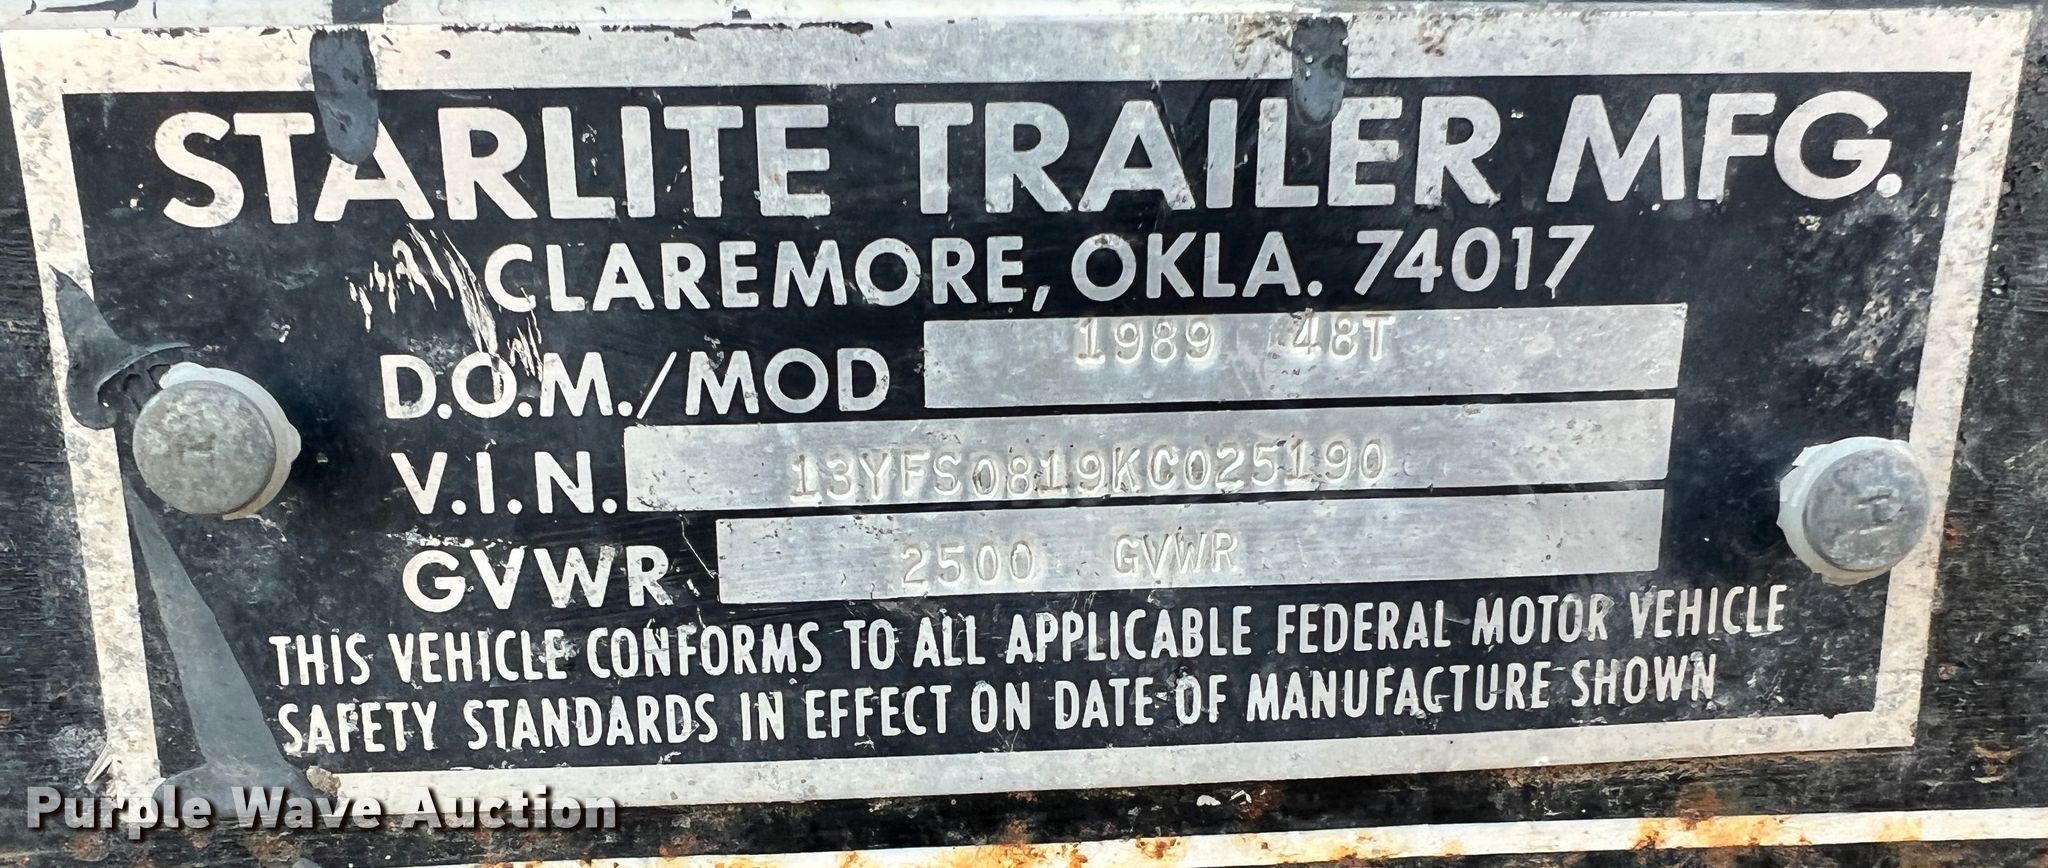 STARLITE TRAILER MFG.
CLAREMORE, OKLA. 74017
D.O.M./MOD 1989 48T
V.I.N. 13YFS0819KC025190
GVWR 2500 GVWR
THIS VEHICLE CONFORMS TO ALL APPLICABLE FEDERAL MOTOR VEHICLE
SAFETY STANDARDS IN EFFECT ON DATE OF MANUFACTURE SHOWN
Purple Wave Auction